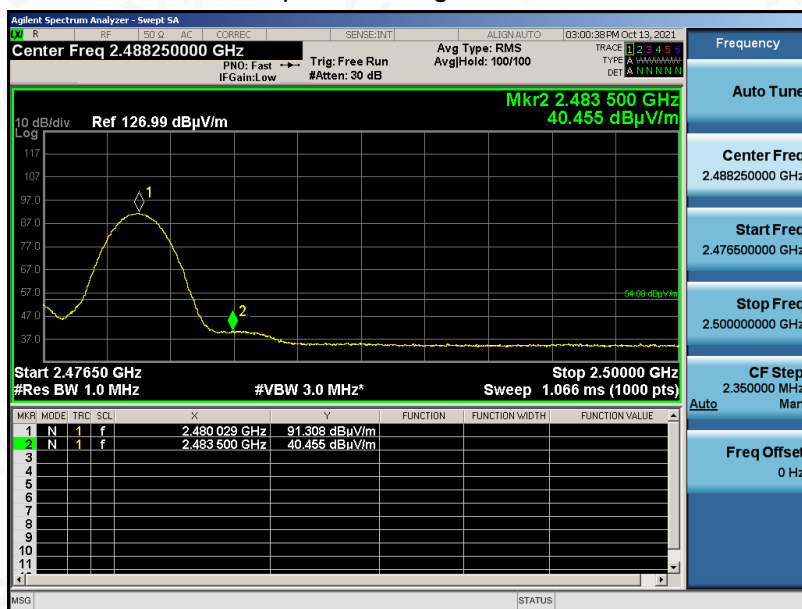 Agilent Spectrum Analyzer - Swept SA
LXI R RF 50 Ω AC CORREC SENSE:INT ALIGN AUTO 03:00:38 PM Oct 13, 2021
Center Freq 2.488250000 GHz
PNO: Fast
IFGain:Low
Trig: Free Run
#Atten: 30 dB
Avg Type: RMS
Avg|Hold: 100/100
TRACE 1 2 3 4 5 6
TYPE A WWWWW
DET A N N N N N
Mkr2 2.483 500 GHz
40.455 dBµV/m
10 dB/div Ref 126.99 dBµV/m
Log
117
107
97.0
87.0
77.0
67.0
57.0
47.0
37.0
1
2
54.00 dBµV/m
Start 2.47650 GHz Stop 2.50000 GHz
#Res BW 1.0 MHz #VBW 3.0 MHz* Sweep 1.066 ms (1000 pts)
MKR MODE TRC SCL X Y FUNCTION FUNCTION WIDTH FUNCTION VALUE
1 N 1 f 2.480 029 GHz 91.308 dBµV/m
2 N 1 f 2.483 500 GHz 40.455 dBµV/m
3
4
5
6
7
8
9
10
11
MSG STATUS
Frequency
Auto Tune
Center Freq
2.488250000 GHz
Start Freq
2.476500000 GHz
Stop Freq
2.500000000 GHz
CF Step
2.350000 MHz
Auto Man
Freq Offset
0 Hz